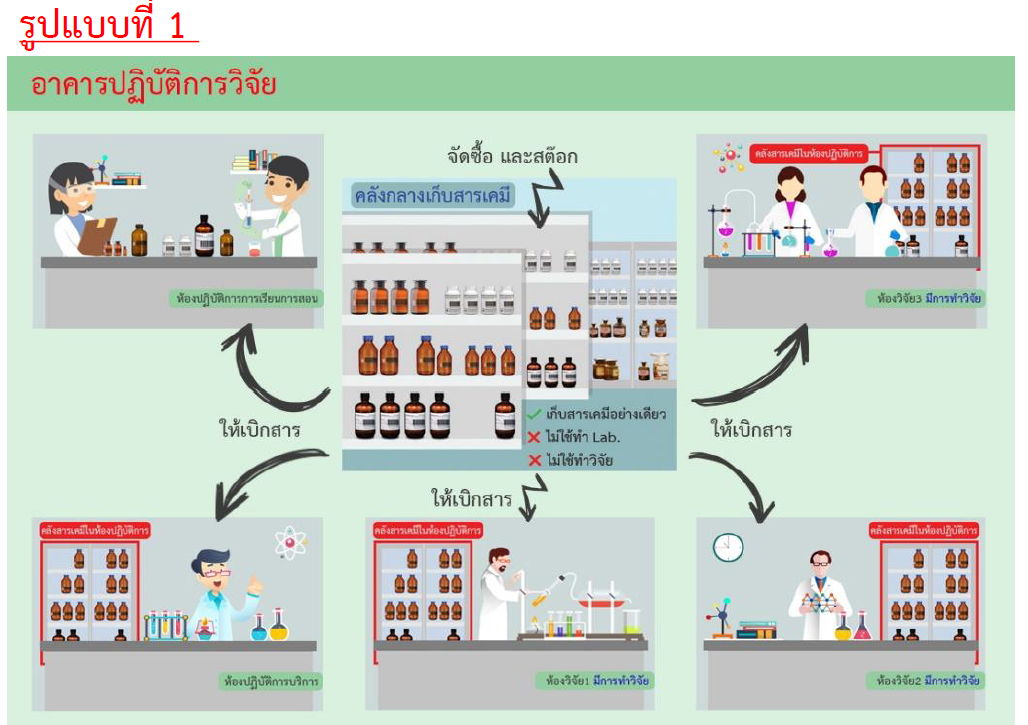 รูปแบบที่ 1
อาคารปฏิบัติการวิจัย
จัดซื้อ และสต๊อก
คลังกลางเก็บสารเคมี
คลังสารเคมีในห้องปฏิบัติการ
ห้องปฏิบัติการการเรียนการสอน
ห้องวิจัย3 มีการทำวิจัย
เก็บสารเคมีอย่างเดียว
ไม่ใช้ทำ Lab.
ไม่ใช้ทำวิจัย
ให้เบิกสาร
ให้เบิกสาร
ให้เบิกสาร
คลังสารเคมีในห้องปฏิบัติการ
คลังสารเคมีในห้องปฏิบัติการ
คลังสารเคมีในห้องปฏิบัติการ
ห้องปฏิบัติการบริการ
ห้องวิจัย1 มีการทำวิจัย
ห้องวิจัย2 มีการทำวิจัย